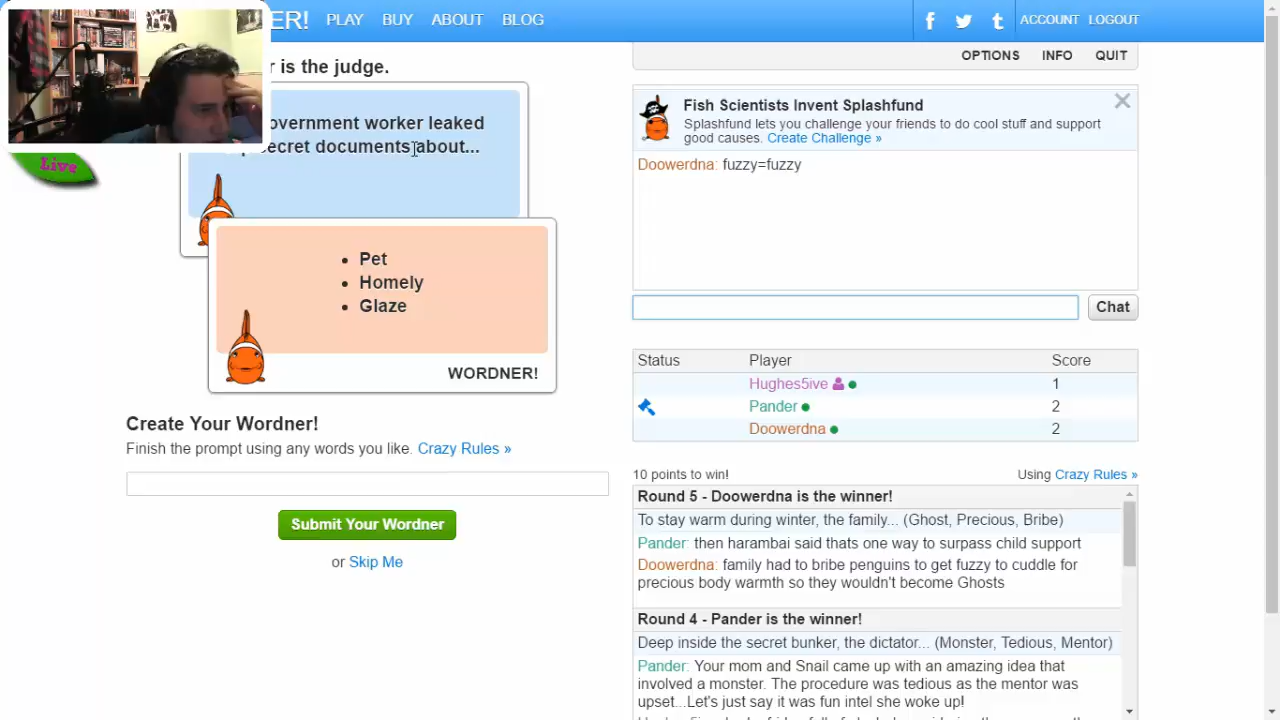 ER! PLAY BUY ABOUT BLOG ACCOUNT LOGOUT
OPTIONS INFO QUIT
r is the judge.
overnment worker leaked
secret documents about...
Live
Pet
Homely
Glaze
WORDNER!
Create Your Wordner!
Finish the prompt using any words you like. Crazy Rules »
Submit Your Wordner
or Skip Me
Fish Scientists Invent Splashfund
Splashfund lets you challenge your friends to do cool stuff and support
good causes. Create Challenge »
Doowerdna: fuzzy=fuzzy
Chat
Status Player Score
Hughes5ive 1
Pander 2
Doowerdna 2
10 points to win! Using Crazy Rules »
Round 5 - Doowerdna is the winner!
To stay warm during winter, the family... (Ghost, Precious, Bribe)
Pander: then harambai said thats one way to surpass child support
Doowerdna: family had to bribe penguins to get fuzzy to cuddle for
precious body warmth so they wouldn't become Ghosts
Round 4 - Pander is the winner!
Deep inside the secret bunker, the dictator... (Monster, Tedious, Mentor)
Pander: Your mom and Snail came up with an amazing idea that
involved a monster. The procedure was tedious as the mentor was
upset...Let's just say it was fun intel she woke up!